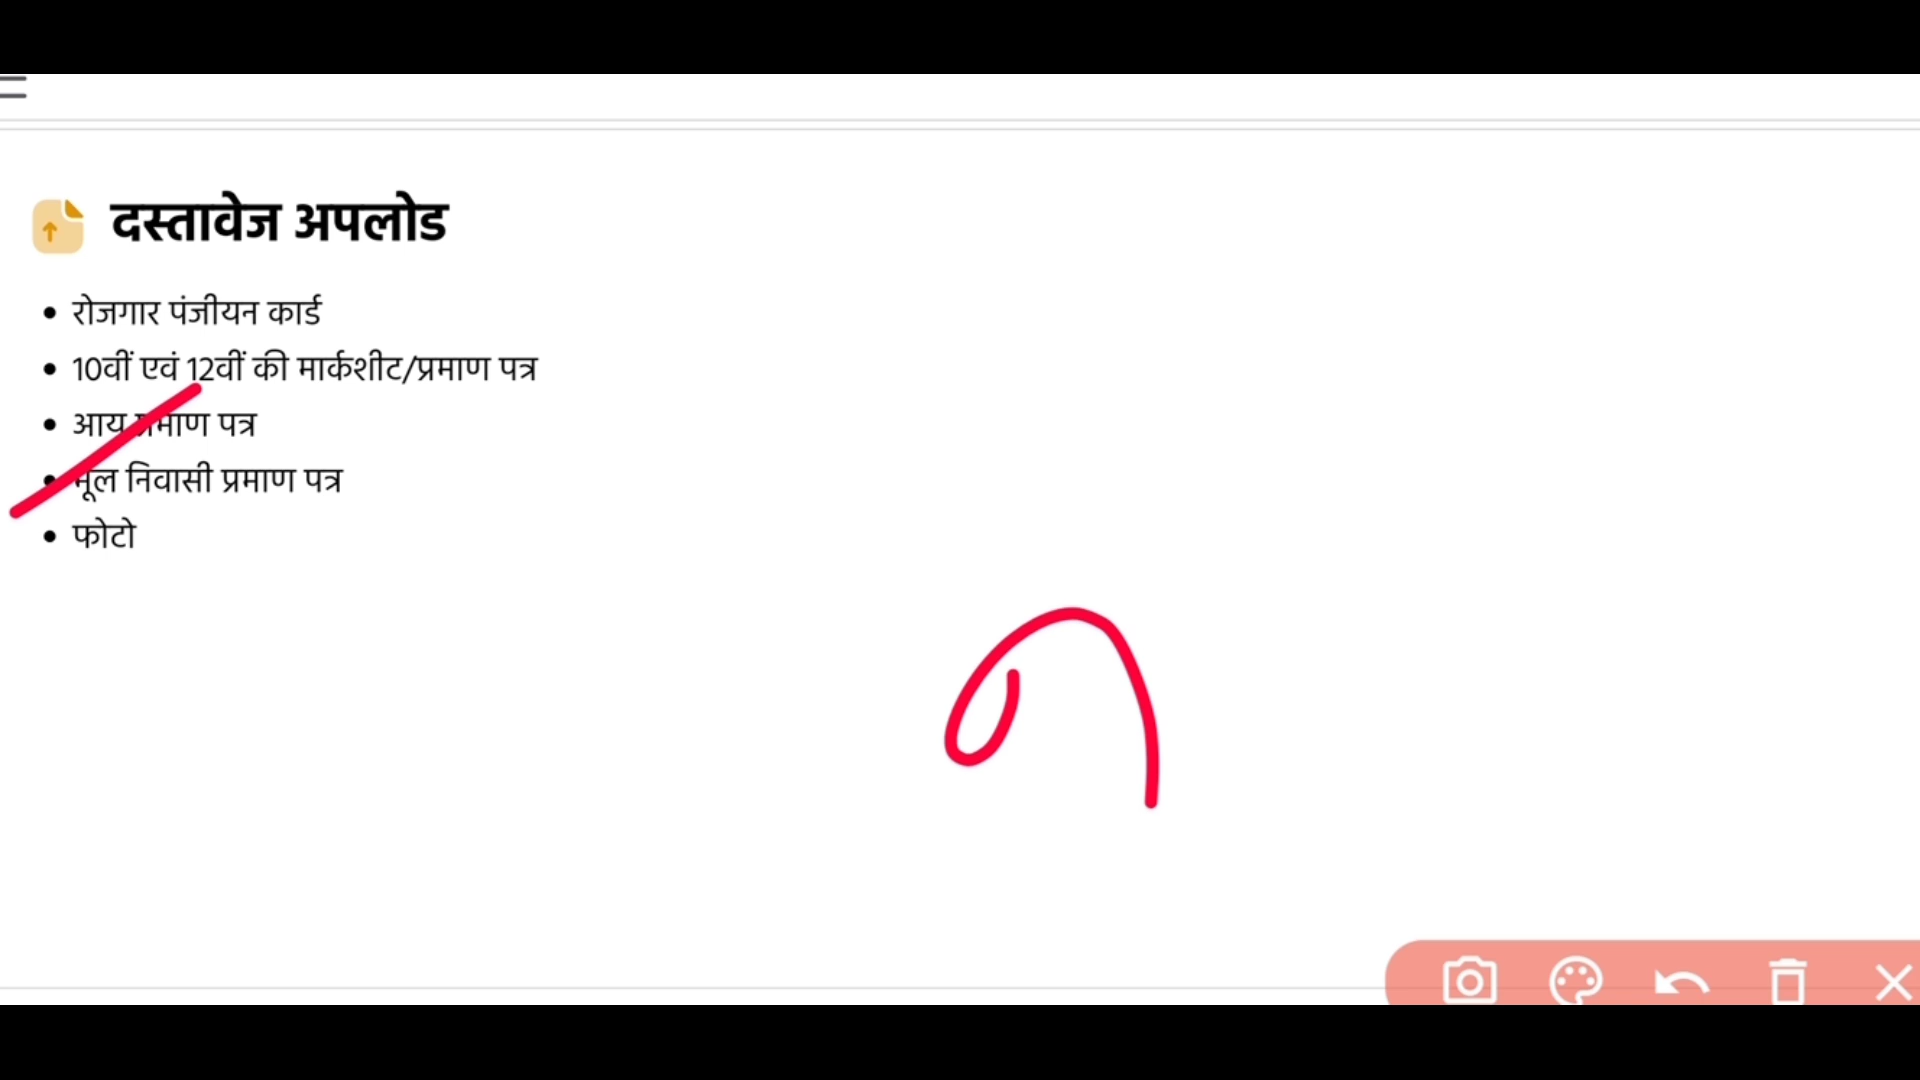 दस्तावेज अपलोड
रोजगार पंजीयन कार्ड
10वीं एवं 12वीं की मार्कशीट/प्रमाण पत्र
आय प्रमाण पत्र
मूल निवासी प्रमाण पत्र
फोटो